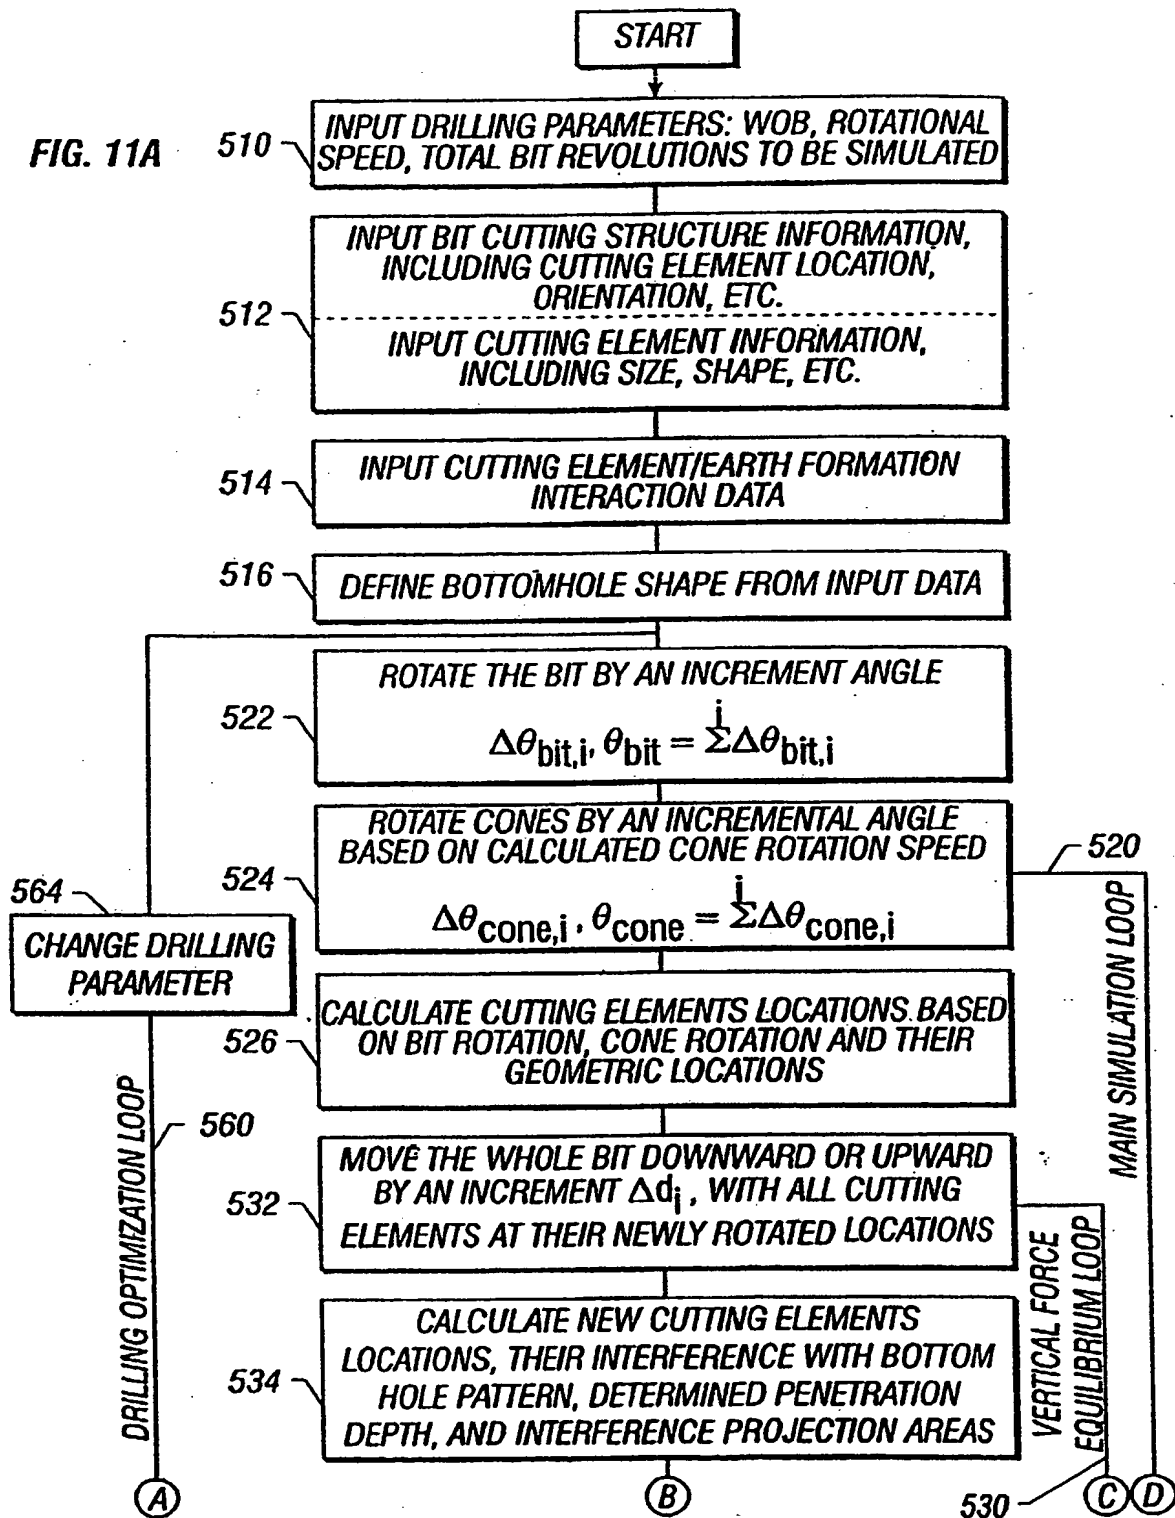 START
FIG. 11A
510
INPUT DRILLING PARAMETERS: WOB, ROTATIONAL
SPEED, TOTAL BIT REVOLUTIONS TO BE SIMULATED
512
INPUT BIT CUTTING STRUCTURE INFORMATION,
INCLUDING CUTTING ELEMENT LOCATION,
ORIENTATION, ETC.
INPUT CUTTING ELEMENT INFORMATION,
INCLUDING SIZE, SHAPE, ETC.
514
INPUT CUTTING ELEMENT/EARTH FORMATION
INTERACTION DATA
516
DEFINE BOTTOMHOLE SHAPE FROM INPUT DATA
522
ROTATE THE BIT BY AN INCREMENT ANGLE
i
Δθbit,i, θbit = ΣΔθbit,i
524
ROTATE CONES BY AN INCREMENTAL ANGLE
BASED ON CALCULATED CONE ROTATION SPEED
i
Δθcone,i, θcone = ΣΔθcone,i
520
MAIN SIMULATION LOOP
564
CHANGE DRILLING
PARAMETER
526
CALCULATE CUTTING ELEMENTS LOCATIONS BASED
ON BIT ROTATION, CONE ROTATION AND THEIR
GEOMETRIC LOCATIONS
560
DRILLING OPTIMIZATION LOOP
532
MOVE THE WHOLE BIT DOWNWARD OR UPWARD
BY AN INCREMENT Δdi, WITH ALL CUTTING
ELEMENTS AT THEIR NEWLY ROTATED LOCATIONS
534
CALCULATE NEW CUTTING ELEMENTS
LOCATIONS, THEIR INTERFERENCE WITH BOTTOM
HOLE PATTERN, DETERMINED PENETRATION
DEPTH, AND INTERFERENCE PROJECTION AREAS
VERTICAL FORCE
EQUILIBRIUM LOOP
530
A
B
C
D